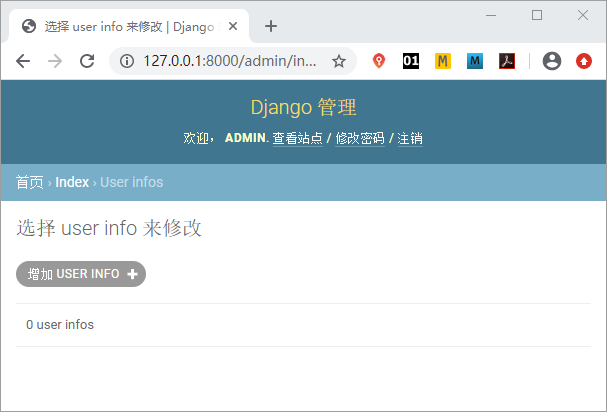 选择 user info 来修改 | Django
127.0.0.1:8000/admin/in...
01
M
M
Django 管理
欢迎， ADMIN. 查看站点 / 修改密码 / 注销
首页 › Index › User infos
选择 user info 来修改
增加 USER INFO +
0 user infos